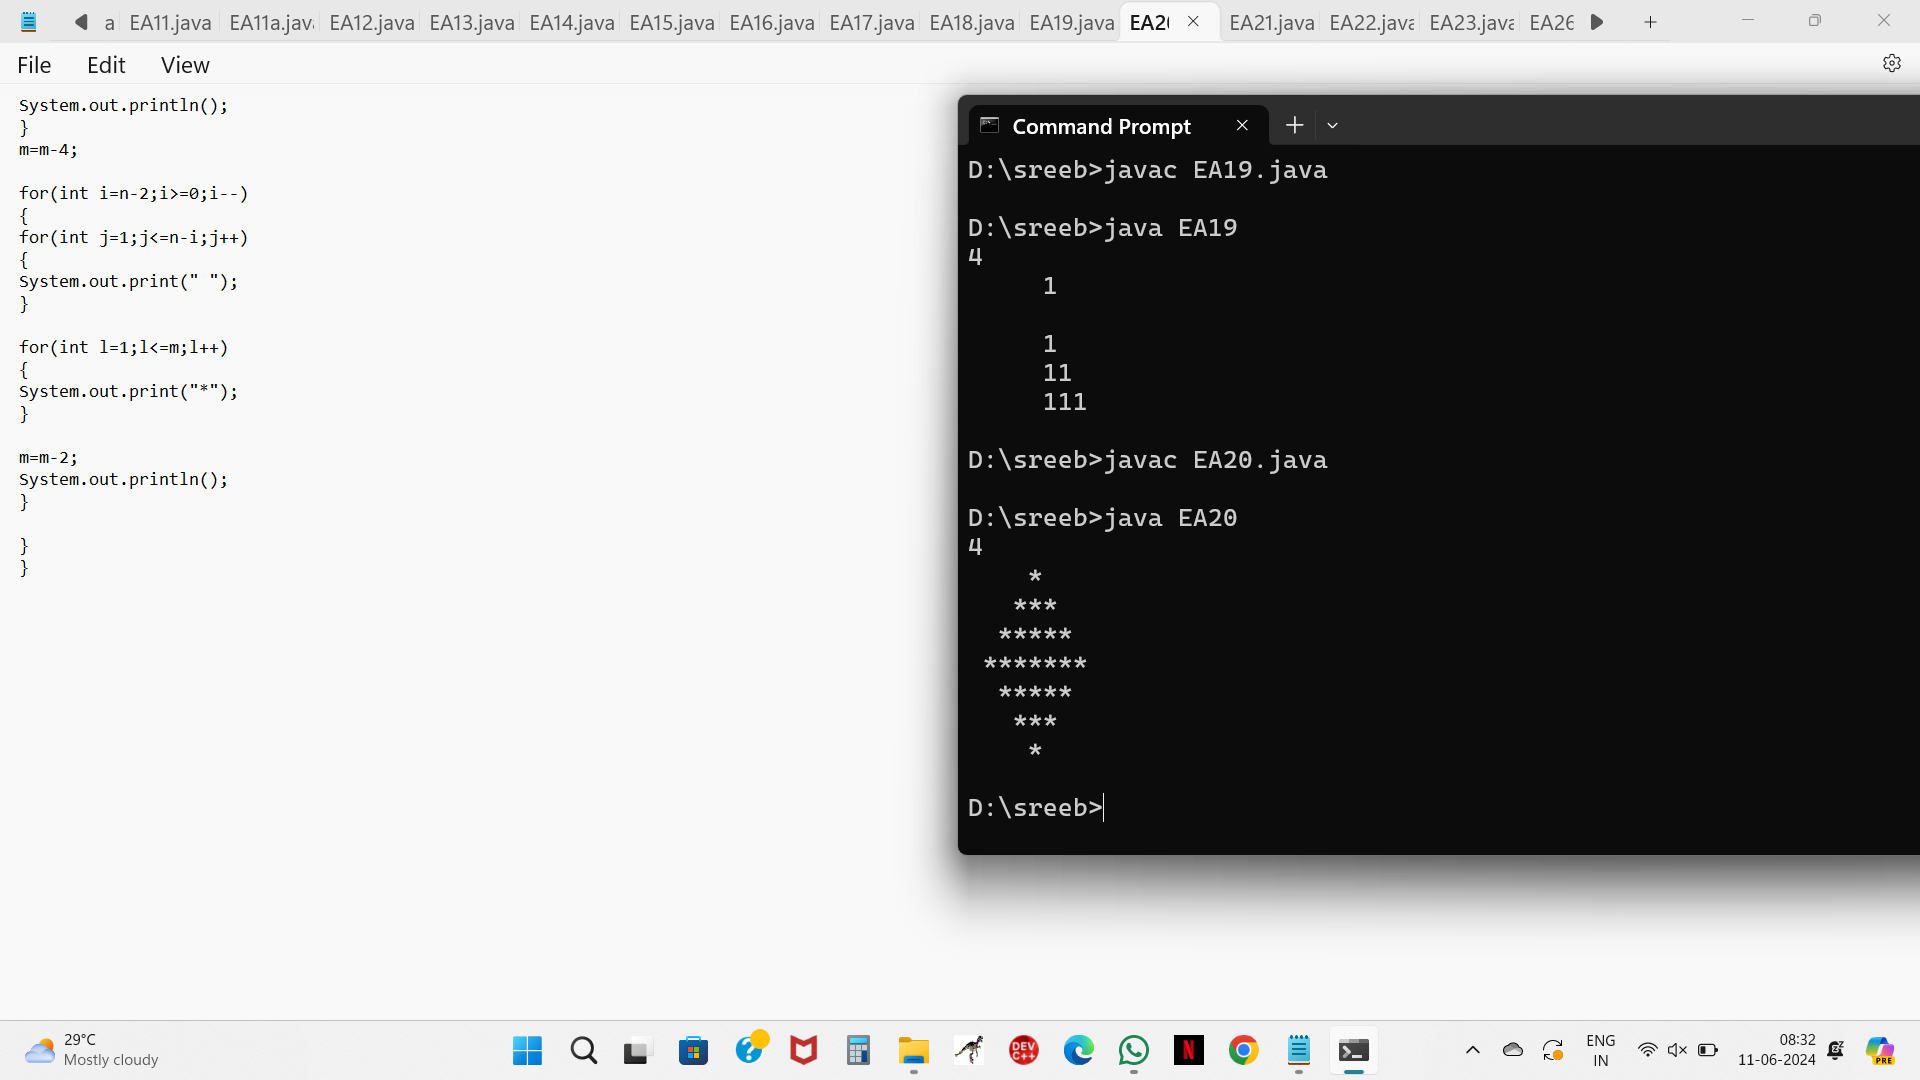 a EA11.java EA11a.java EA12.java EA13.java EA14.java EA15.java EA16.java EA17.java EA18.java EA19.java EA20 EA21.java EA22.java EA23.java EA26
File Edit View
System.out.println();
}
m=m-4;
for(int i=n-2;i>=0;i--)
{
for(int j=1;j<=n-i;j++)
{
System.out.print(" ");
}
for(int l=1;l<=m;l++)
{
System.out.print("*");
}
m=m-2;
System.out.println();
}
}
}
Command Prompt
D:\sreeb>javac EA19.java
D:\sreeb>java EA19
4
     1
     1
     11
     111
D:\sreeb>javac EA20.java
D:\sreeb>java EA20
4
    *
   ***
  *****
 *******
  *****
   ***
    *
D:\sreeb>
29°C
Mostly cloudy
DEV
C++
N
ENG
IN
08:32
11-06-2024
PRE